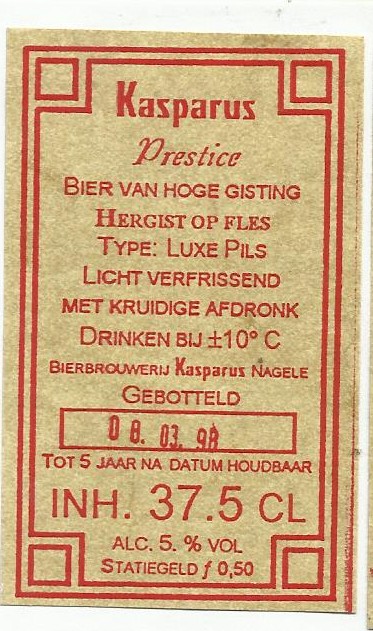 Kasparus
Prestice
BIER VAN HOGE GISTING
HERGIST OP FLES
TYPE: LUXE PILS
LICHT VERFRISSEND
MET KRUIDIGE AFDRONK
DRINKEN BIJ ±10° C
BIERBROUWERIJ Kasparus NAGELE
GEBOTTELD
08. 03. 98
TOT 5 JAAR NA DATUM HOUDBAAR
INH. 37.5 CL
ALC. 5. % VOL
STATIEGELD ƒ 0,50